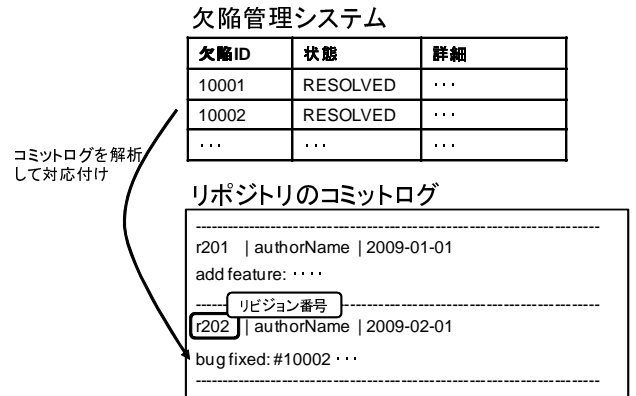 欠陥管理システム
欠陥ID 状態 詳細
10001 RESOLVED ･･･
10002 RESOLVED ･･･
･･･ ･･･ ･･･
コミットログを解析
して対応付け
リポジトリのコミットログ
--------------------------------------------------------------------------
r201 | authorName | 2009-01-01
add feature: ････
--------------------------------------------------------------------------
リビジョン番号
r202 | authorName | 2009-02-01
bug fixed: #10002 ･･･
--------------------------------------------------------------------------